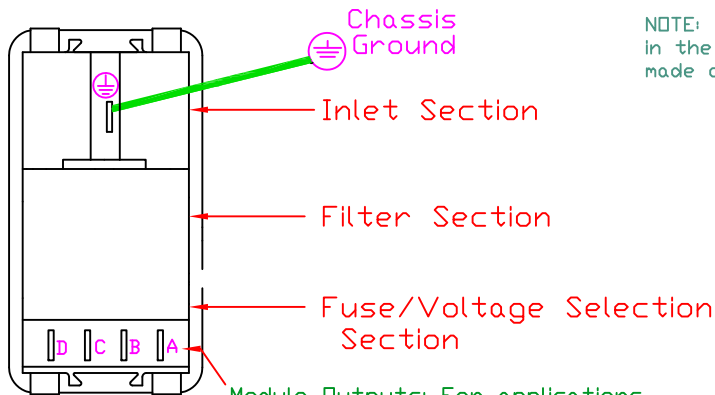 Chassis
Ground
NOTE:
in the
made
Inlet Section
Filter Section
Fuse/Voltage Selection
Section
D C B A
Module Outputs: For applications